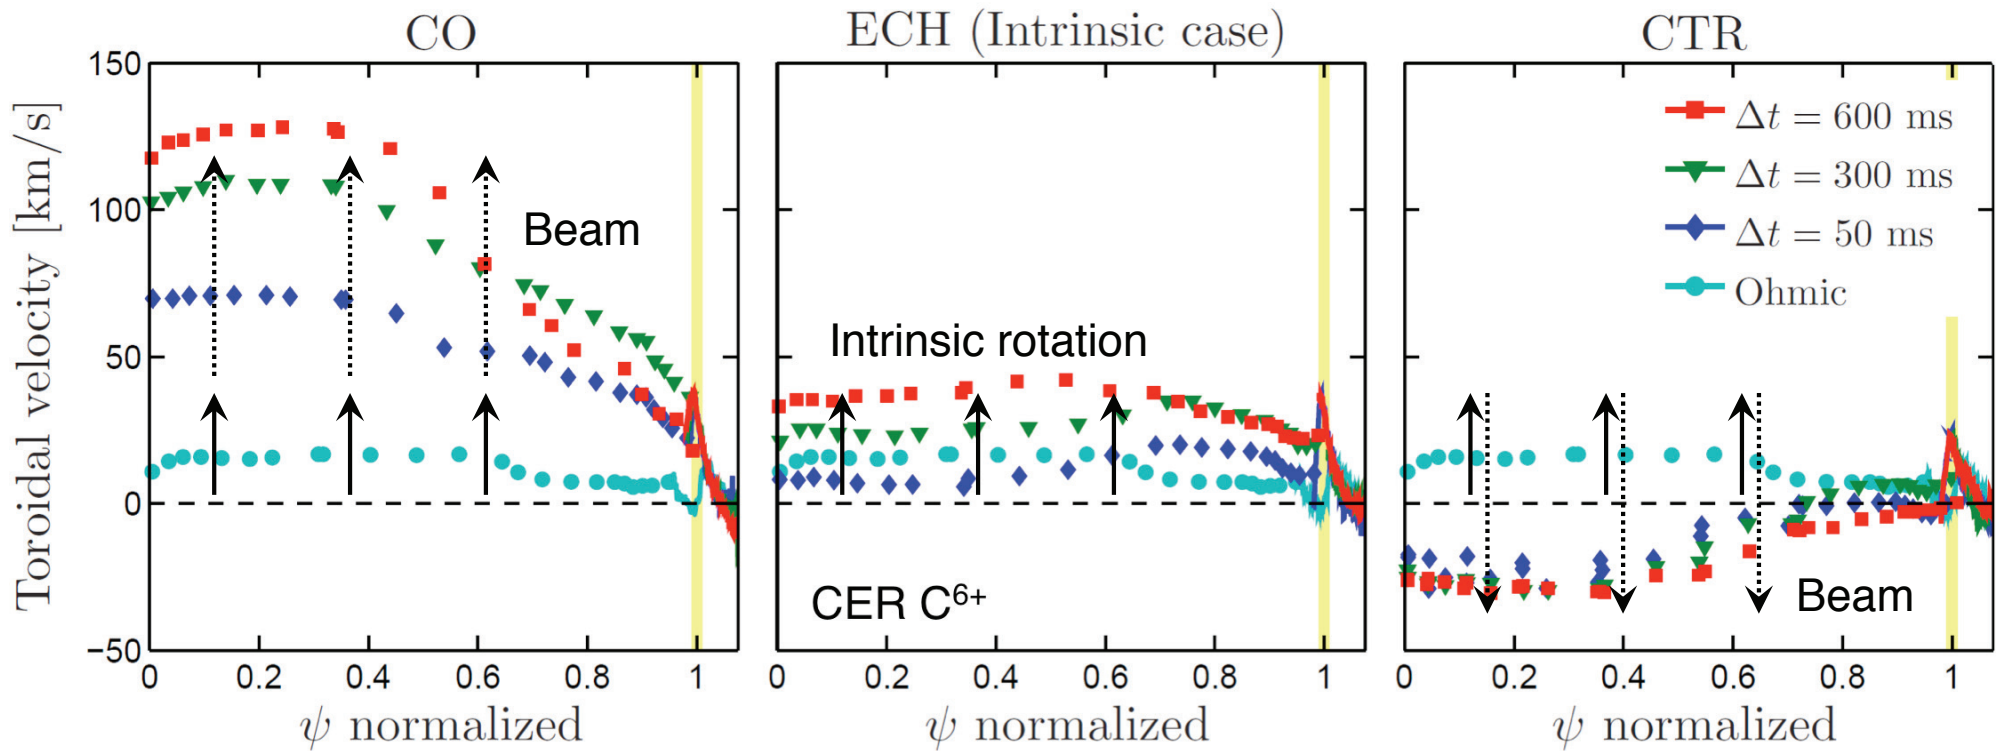 CO
ECH (Intrinsic case)
CTR
Toroidal velocity [km/s]
150
100
50
0
−50
Beam
Intrinsic rotation
CER C⁶⁺
Δt = 600 ms
Δt = 300 ms
Δt = 50 ms
Ohmic
Beam
0 0.2 0.4 0.6 0.8 1
0 0.2 0.4 0.6 0.8 1
0 0.2 0.4 0.6 0.8 1
ψ normalized
ψ normalized
ψ normalized